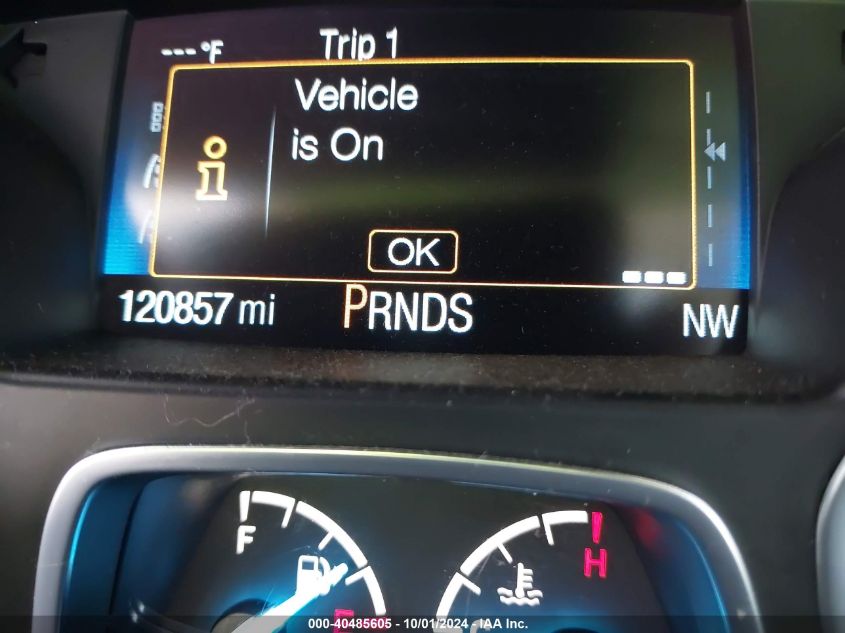 ---°F Trip 1
Vehicle
is On
OK
120857 mi PRNDS NW
F H
E
000-40485605 - 10/01/2024 - IAA Inc.